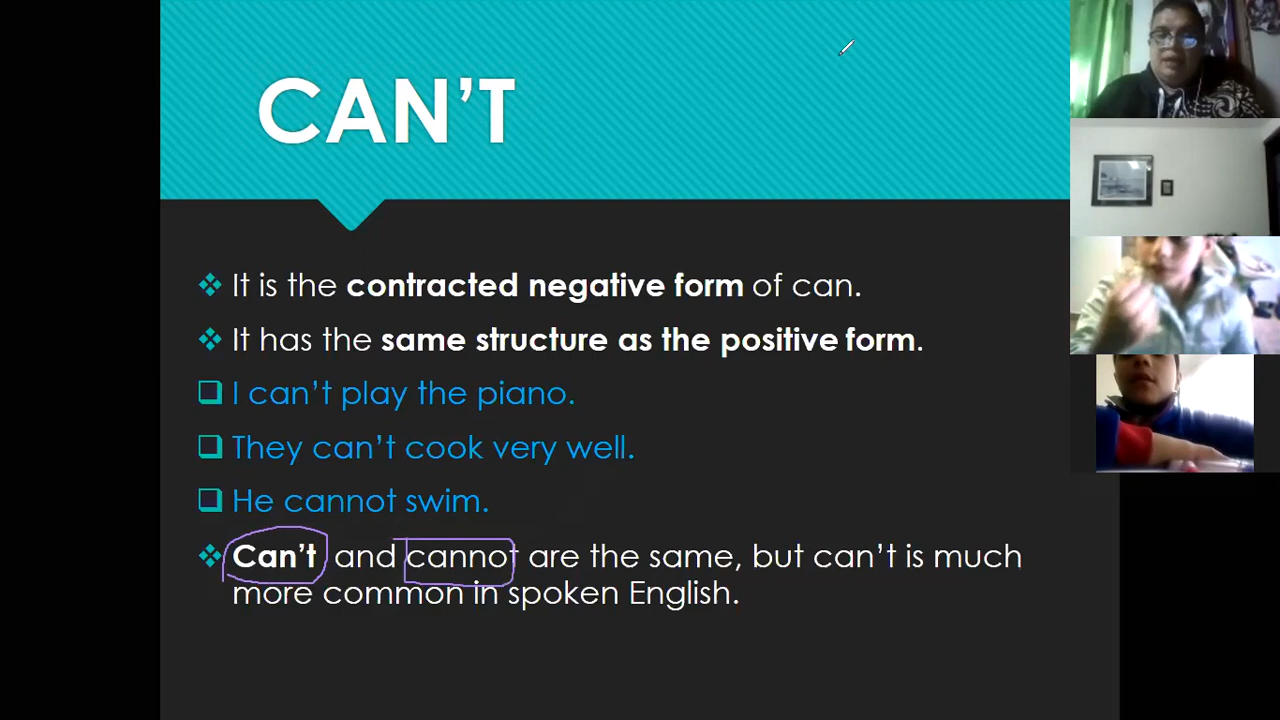 CAN’T
It is the contracted negative form of can.
It has the same structure as the positive form.
I can’t play the piano.
They can’t cook very well.
He cannot swim.
Can’t and cannot are the same, but can’t is much
more common in spoken English.